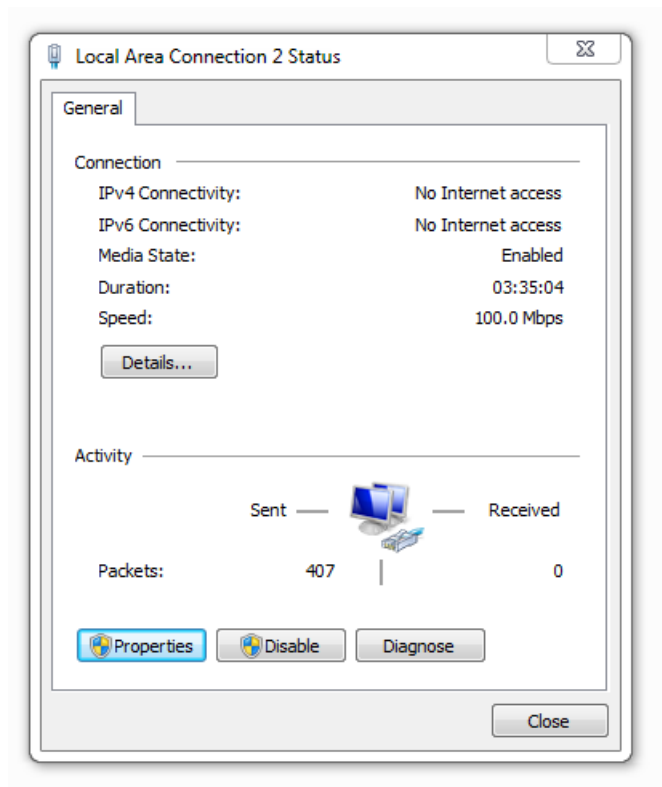 Local Area Connection 2 Status
General
Connection
IPv4 Connectivity: No Internet access
IPv6 Connectivity: No Internet access
Media State: Enabled
Duration: 03:35:04
Speed: 100.0 Mbps
Details...
Activity
Sent Received
Packets: 407 0
Properties Disable Diagnose
Close